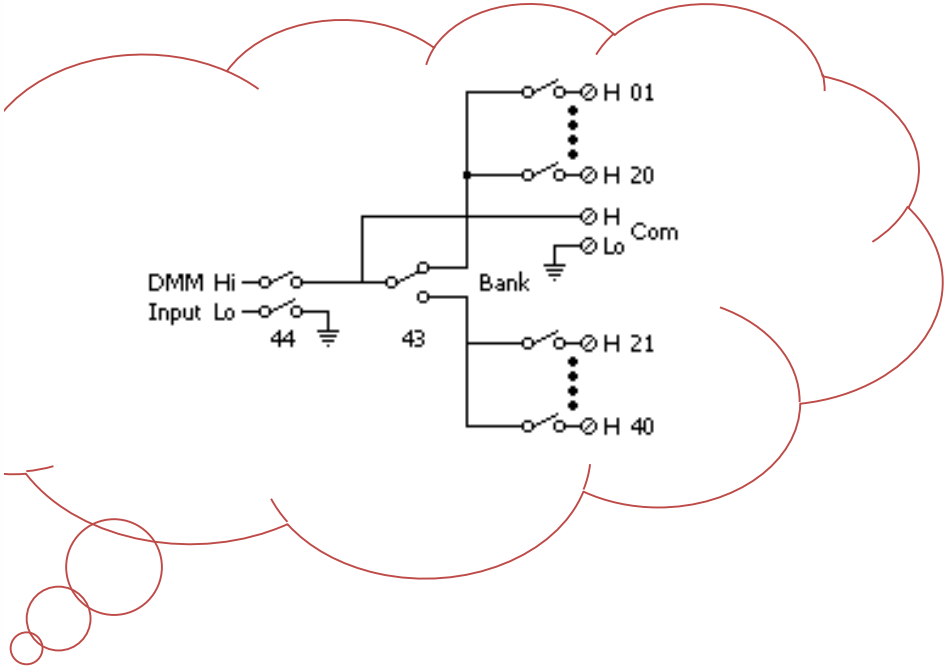 H 01
H 20
H
Com
Lo
DMM Hi
Bank
Input Lo
44
43
H 21
H 40